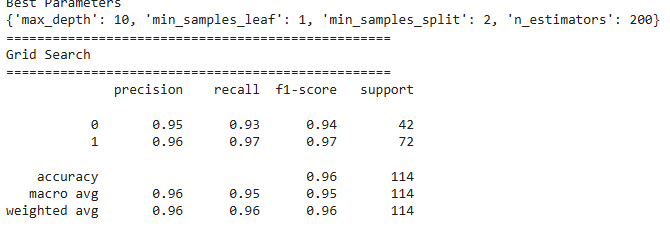 Best Parameters
{'max_depth': 10, 'min_samples_leaf': 1, 'min_samples_split': 2, 'n_estimators': 200}
==================================================
Grid Search
==================================================
precision recall f1-score support
0 0.95 0.93 0.94 42
1 0.96 0.97 0.97 72
accuracy 0.96 114
macro avg 0.96 0.95 0.95 114
weighted avg 0.96 0.96 0.96 114